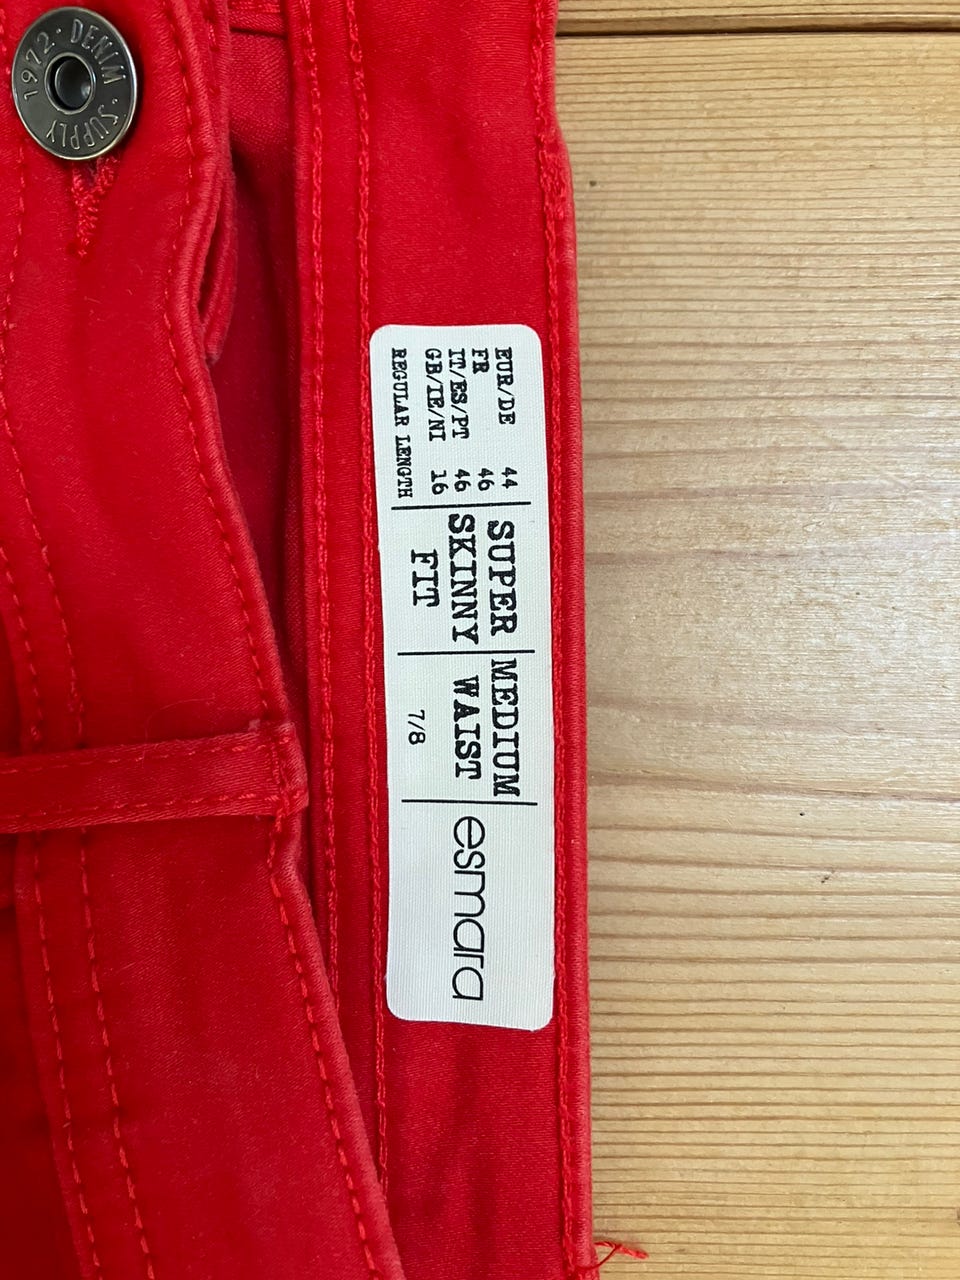 1972 · DENIM · SUPPLY
EUR/DE 44
FR 46
IT/ES/PT 46
GB/IE/NI 16
REGULAR LENGTH
SUPER
SKINNY
FIT
MEDIUM
WAIST
7/8
esmara